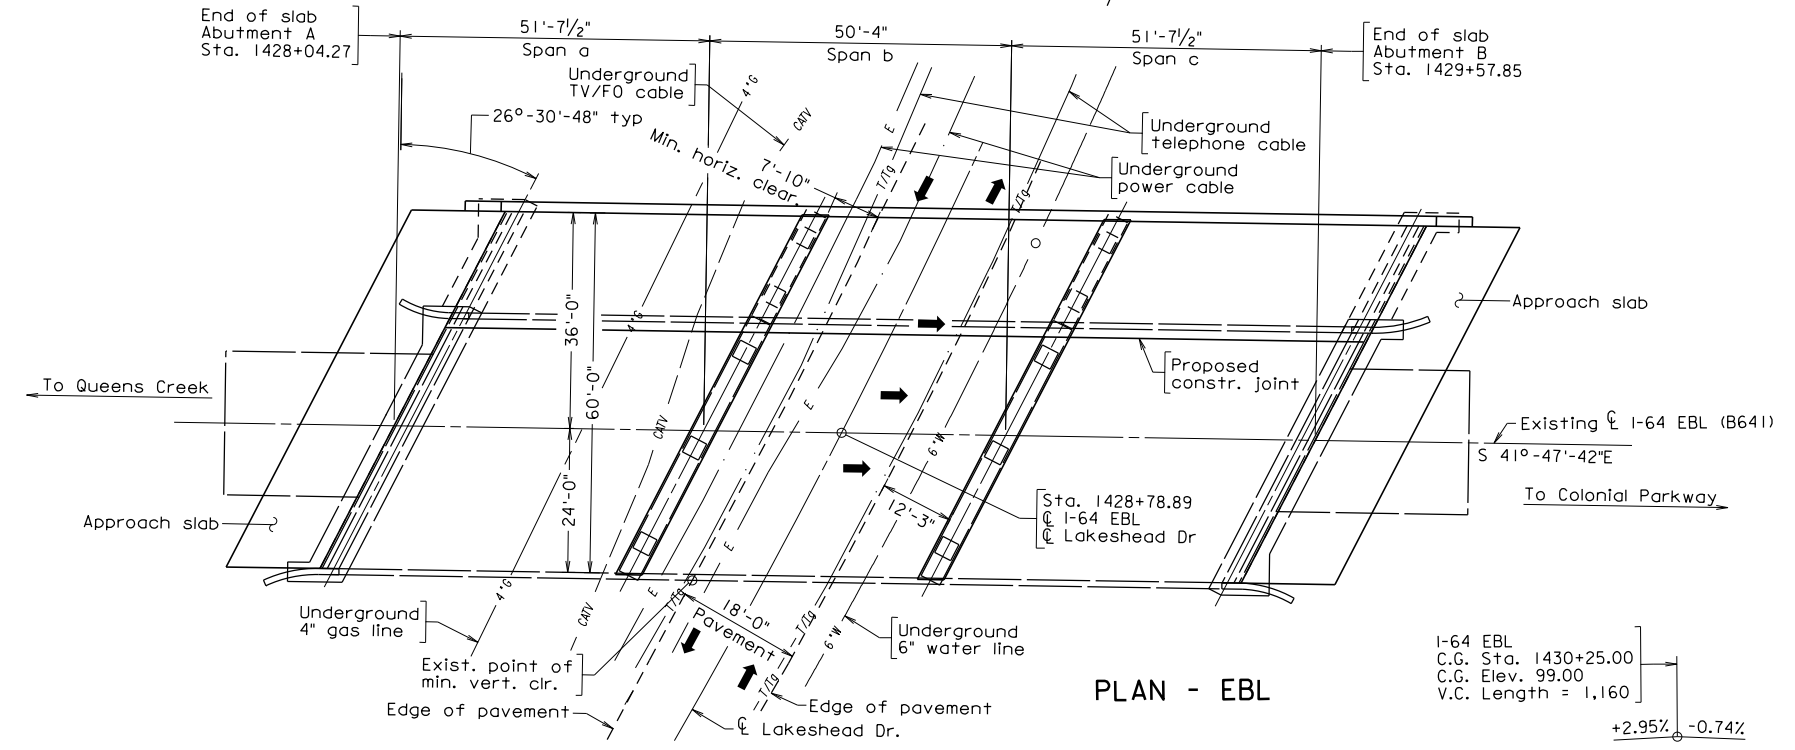 End of slab
Abutment A
Sta. 1428+04.27
51'-7½"
Span a
50'-4"
Span b
51'-7½"
Span c
End of slab
Abutment B
Sta. 1429+57.85
Underground
TV/FO cable
4"G
CATV
26°-30'-48" typ
Min. horiz. clear.
7'-10"
E
T/Tg
T/Tg
Underground
telephone cable
Underground
power cable
36'-0"
60'-0"
24'-0"
4"G
CATV
E
6"W
Approach slab
Proposed
constr. joint
To Queens Creek
Existing ℄ I-64 EBL (B641)
S 41°-47'-42"E
To Colonial Parkway
Approach slab
12'-3"
Sta. 1428+78.89
℄ I-64 EBL
℄ Lakeshead Dr
E
4"G
CATV
E
T/Tg
18'-0"
Pavement
T/Tg
6"W
T/Tg
Underground
4" gas line
Underground
6" water line
Exist. point of
min. vert. clr.
Edge of pavement
Edge of pavement
℄ Lakeshead Dr.
PLAN - EBL
I-64 EBL
C.G. Sta. 1430+25.00
C.G. Elev. 99.00
V.C. Length = 1,160
+2.95% -0.74%